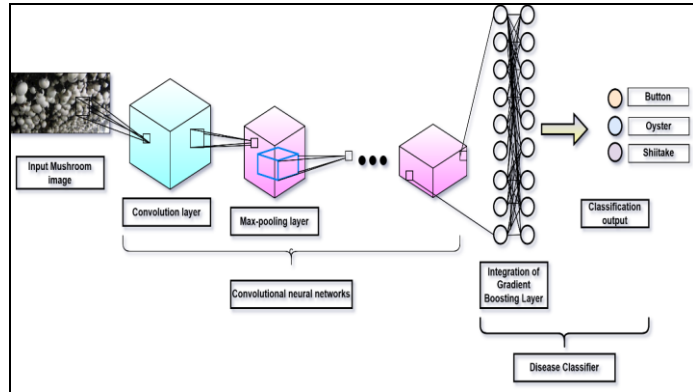 Input Mushroom
image
Convolution layer
Max-pooling layer
Convolutional neural networks
Integration of
Gradient
Boosting Layer
Button
Oyster
Shiitake
Classification
output
Disease Classifier